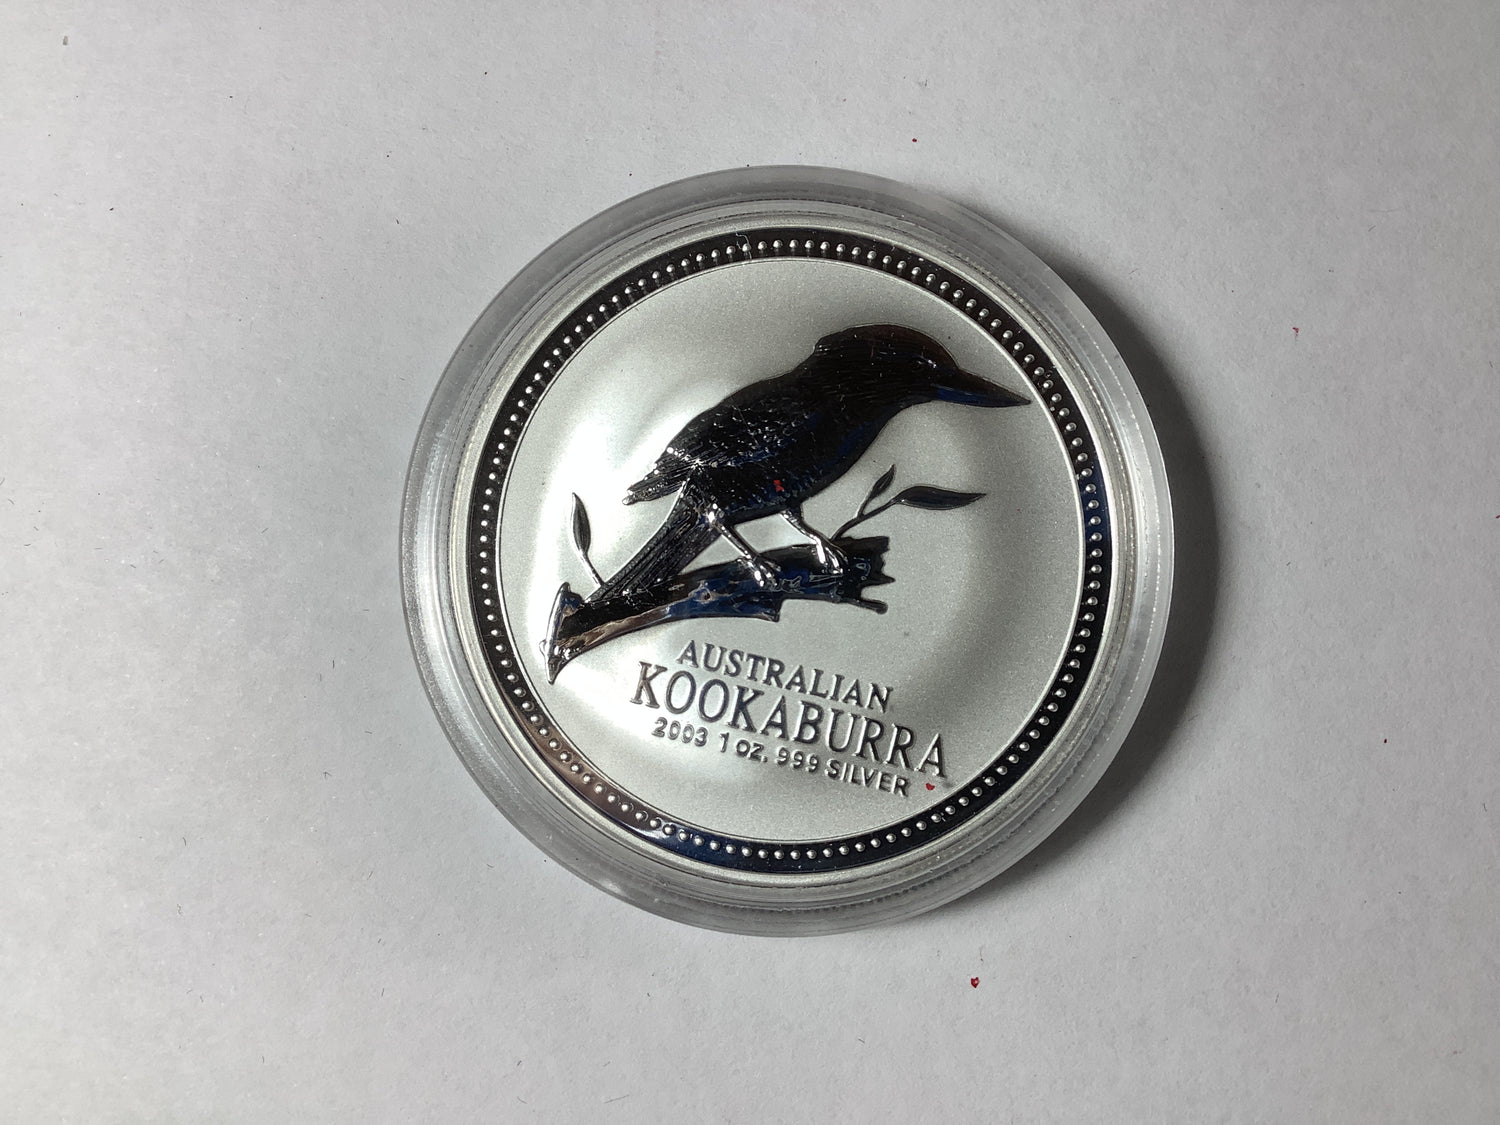 AUSTRALIAN
KOOKABURRA
2003 1 OZ. 999 SILVER